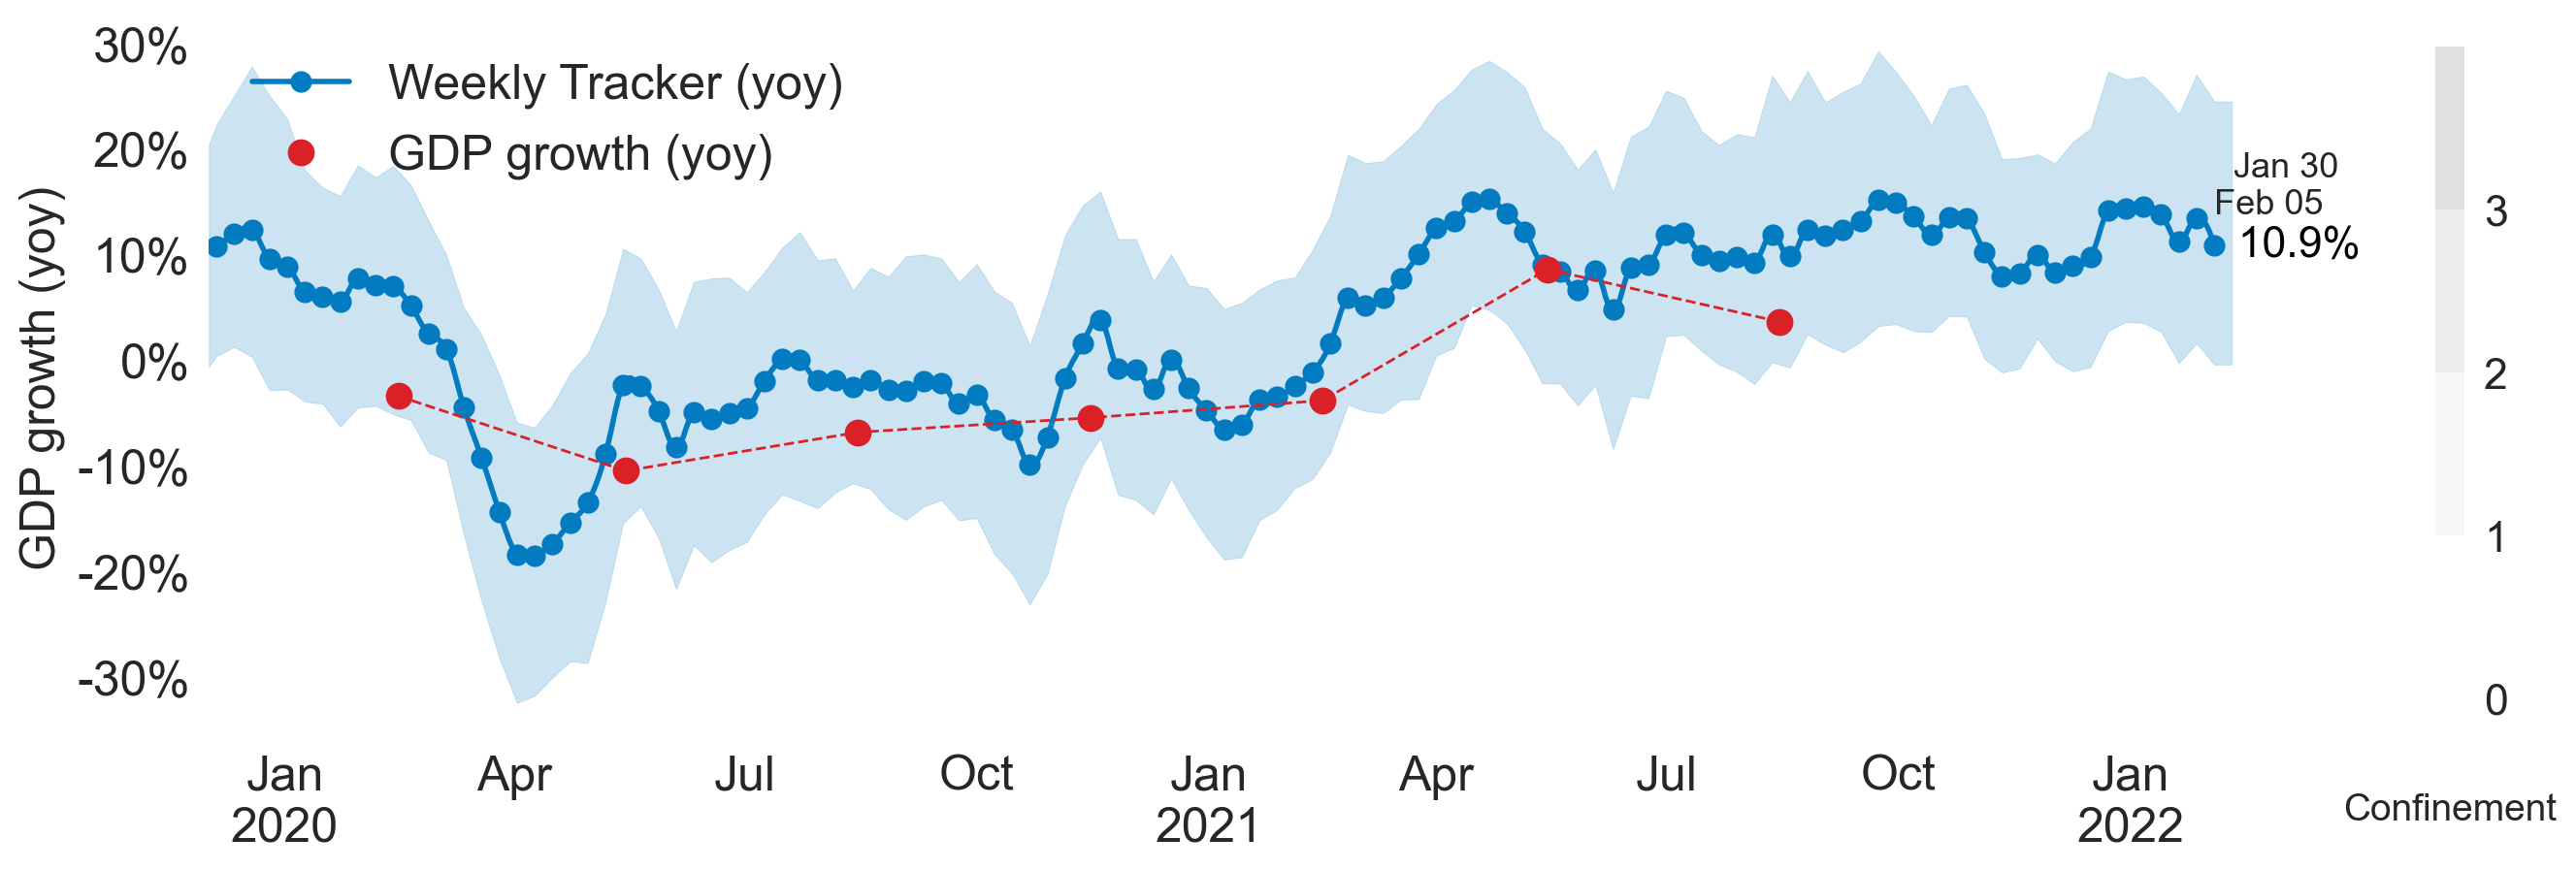 30%
20%
10%
0%
-10%
-20%
-30%
GDP growth (yoy)
Weekly Tracker (yoy)
GDP growth (yoy)
Jan 30
Feb 05
10.9%
3
2
1
0
Jan Apr Jul Oct Jan Apr Jul Oct Jan
2020 2021 2022
Confinement